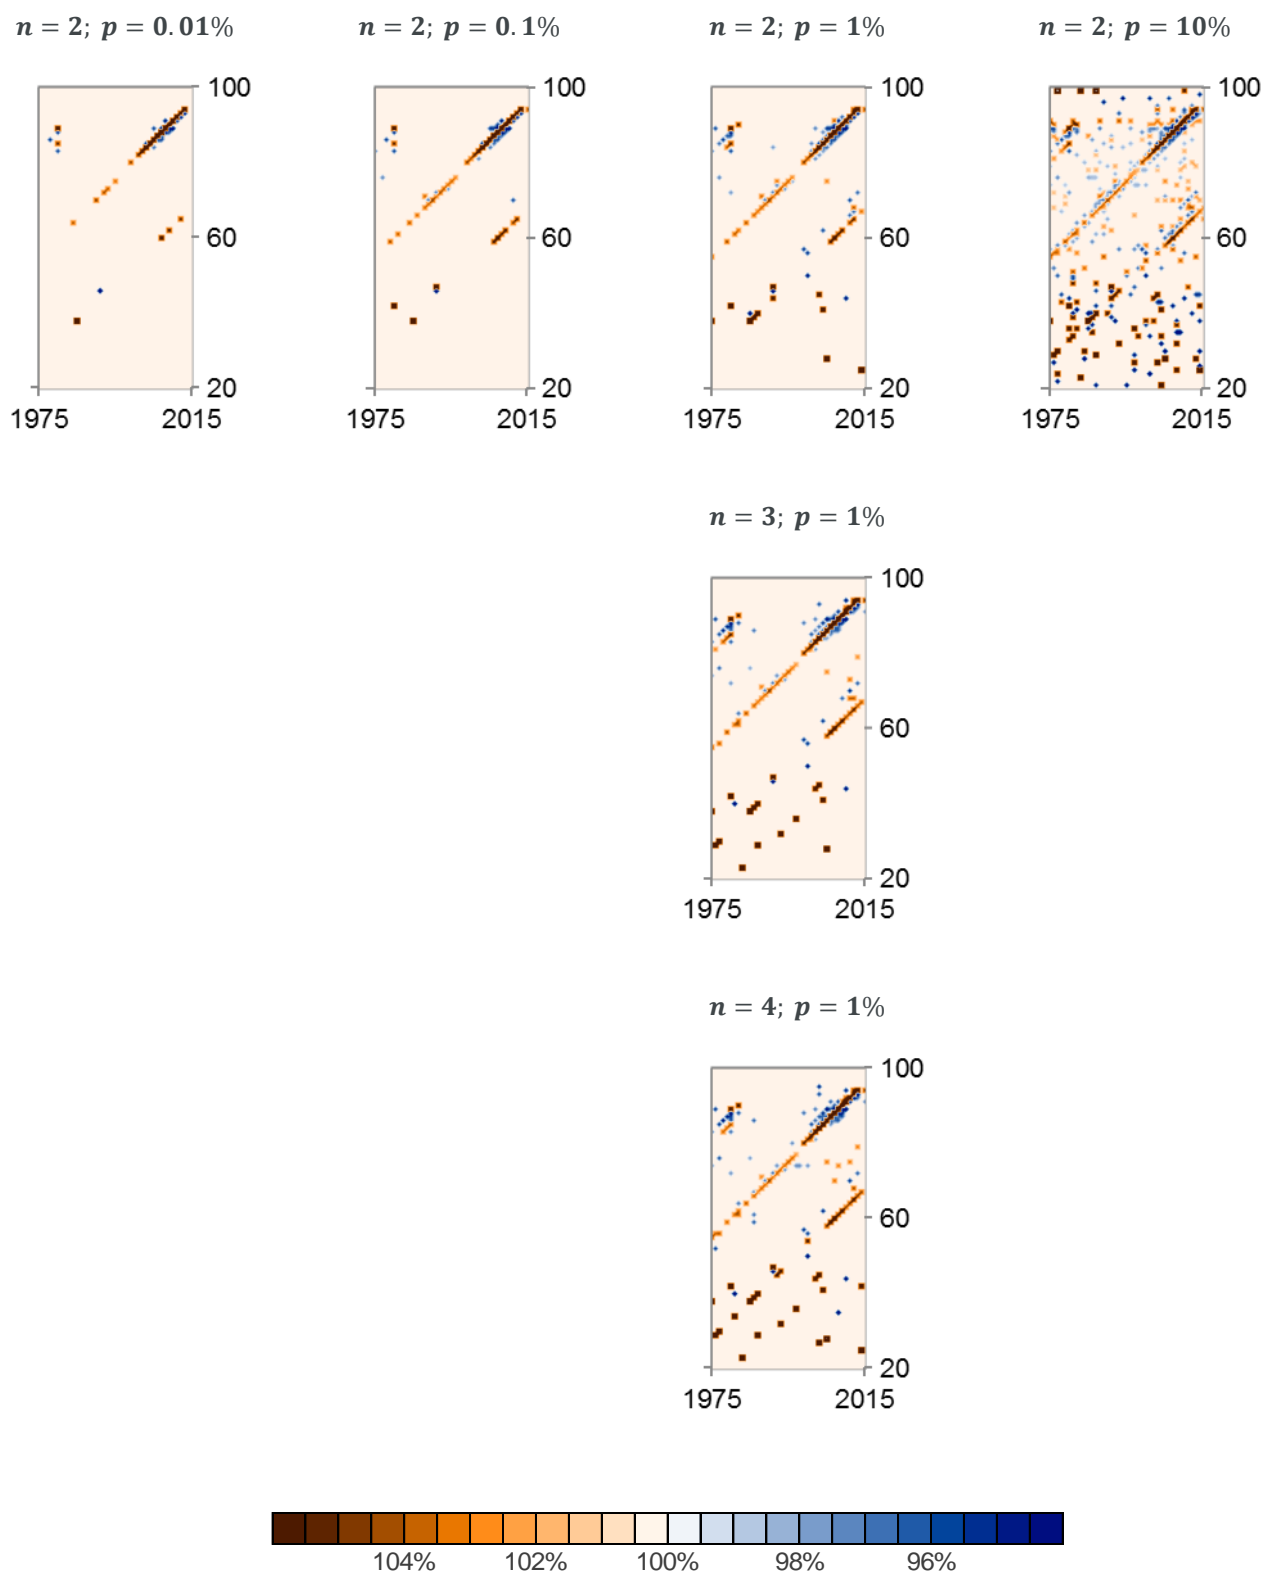 n = 2; p = 0.01% n = 2; p = 0.1% n = 2; p = 1% n = 2; p = 10%
100 100 100 100
60 60 60 60
20 20 20 20
1975 2015 1975 2015 1975 2015 1975 2015
n = 3; p = 1%
100
60
20
1975 2015
n = 4; p = 1%
100
60
20
1975 2015
104% 102% 100% 98% 96%